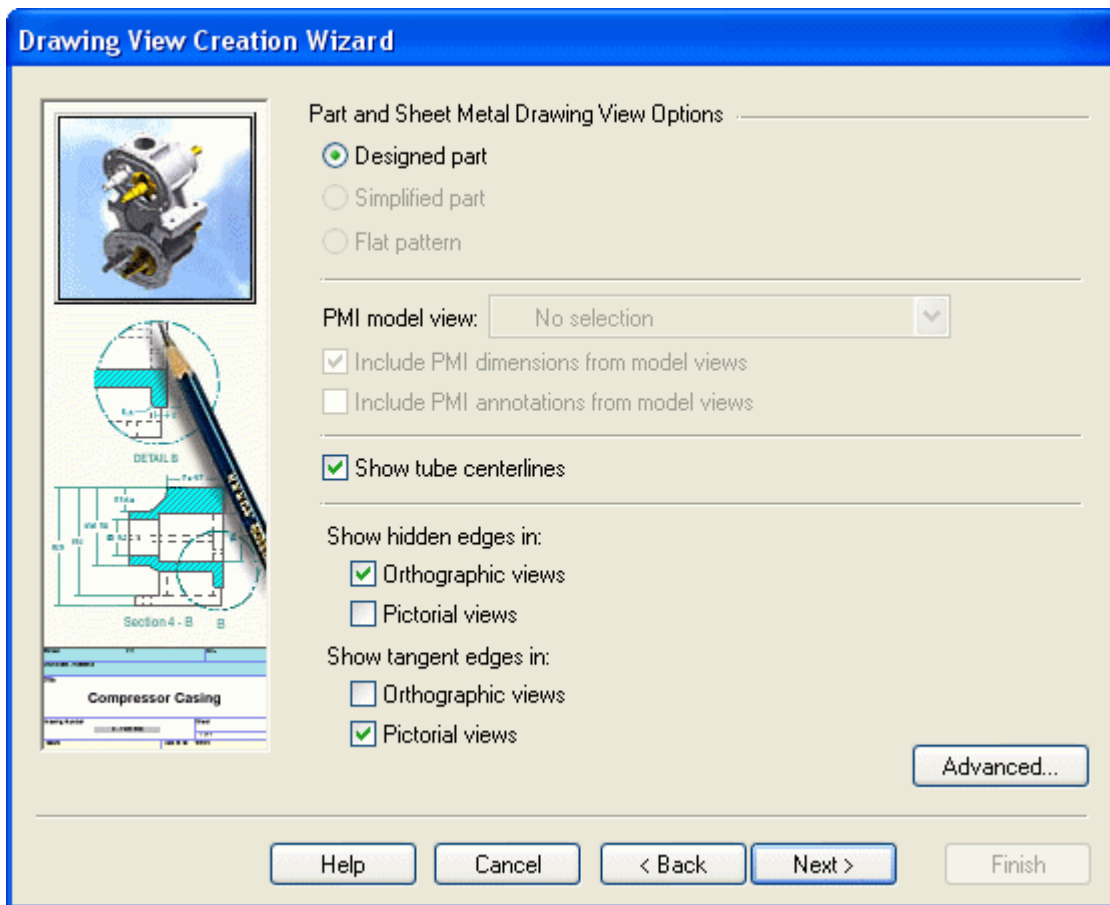 Drawing View Creation Wizard
Part and Sheet Metal Drawing View Options
Designed part
Simplified part
Flat pattern
PMI model view: No selection
Include PMI dimensions from model views
Include PMI annotations from model views
Show tube centerlines
Show hidden edges in:
Orthographic views
Pictorial views
Show tangent edges in:
Orthographic views
Pictorial views
DETAIL B
Section 4 - B B
Compressor Casing
Advanced...
Help Cancel < Back Next > Finish